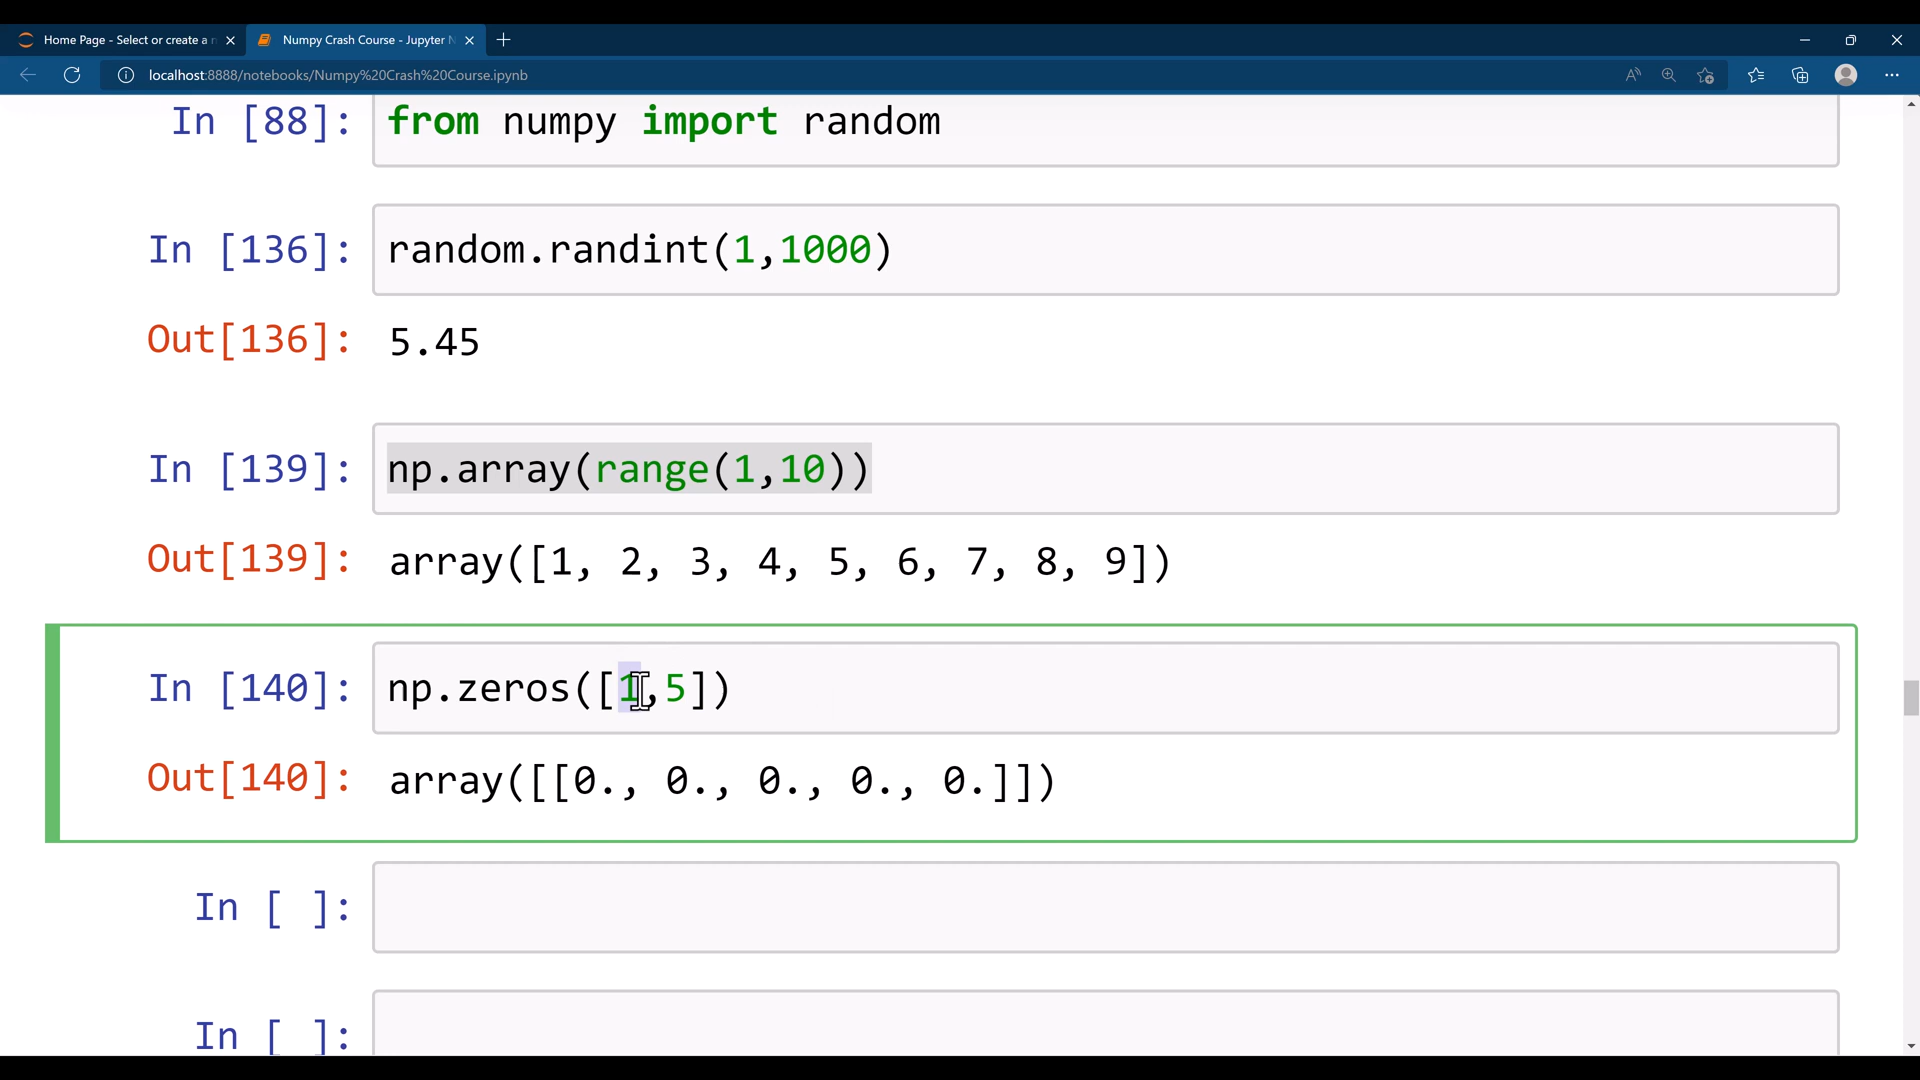 Home Page - Select or create a n
Numpy Crash Course - Jupyter N
localhost:8888/notebooks/Numpy%20Crash%20Course.ipynb
In [88]: from numpy import random
In [136]: random.randint(1,1000)
Out[136]: 5.45
In [139]: np.array(range(1,10))
Out[139]: array([1, 2, 3, 4, 5, 6, 7, 8, 9])
In [140]: np.zeros([1,5])
Out[140]: array([[0., 0., 0., 0., 0.]])
In [ ]:
In [ ]: